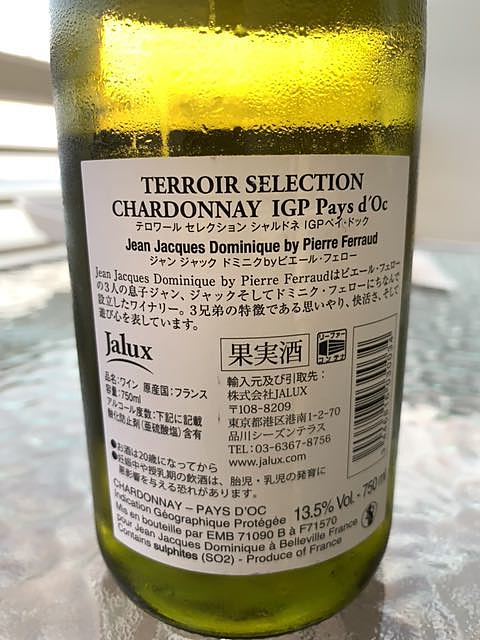 TERROIR SELECTION
CHARDONNAY IGP Pays d'Oc
テロワール セレクション シャルドネ IGPペイ・ドック
Jean Jacques Dominique by Pierre Ferraud
ジャン ジャック ドミニクbyピエール・フェロー
Jean Jacques Dominique by Pierre Ferraudはピエール・フェロー
の3人の息子ジャン、ジャックそしてドミニク・フェローにちなんで
設立したワイナリー。3兄弟の特徴である思いやり、快活さ、そして
遊び心を表しています。
Jalux
果実酒
リーファー
コンテナ
品名:ワイン 原産国:フランス
容量:750ml
アルコール度数:下記に記載
酸化防止剤(亜硫酸塩)含有
輸入元及び引取先:
株式会社JALUX
〒108-8209
東京都港区港南1-2-70
品川シーズンテラス
TEL:03-6367-8756
www.jalux.com
●お酒は20歳になってから
●妊娠中や授乳期の飲酒は、胎児・乳児の発育に
悪影響を与える恐れがあります。
CHARDONNAY – PAYS D'OC
Indication Géographique Protégée 13.5% Vol. - 750 ml
Mis en bouteille par EMB 71090 B à F71570
pour Jean Jacques Dominique à Belleville France
Contains sulphites (SO2) - Produce of France